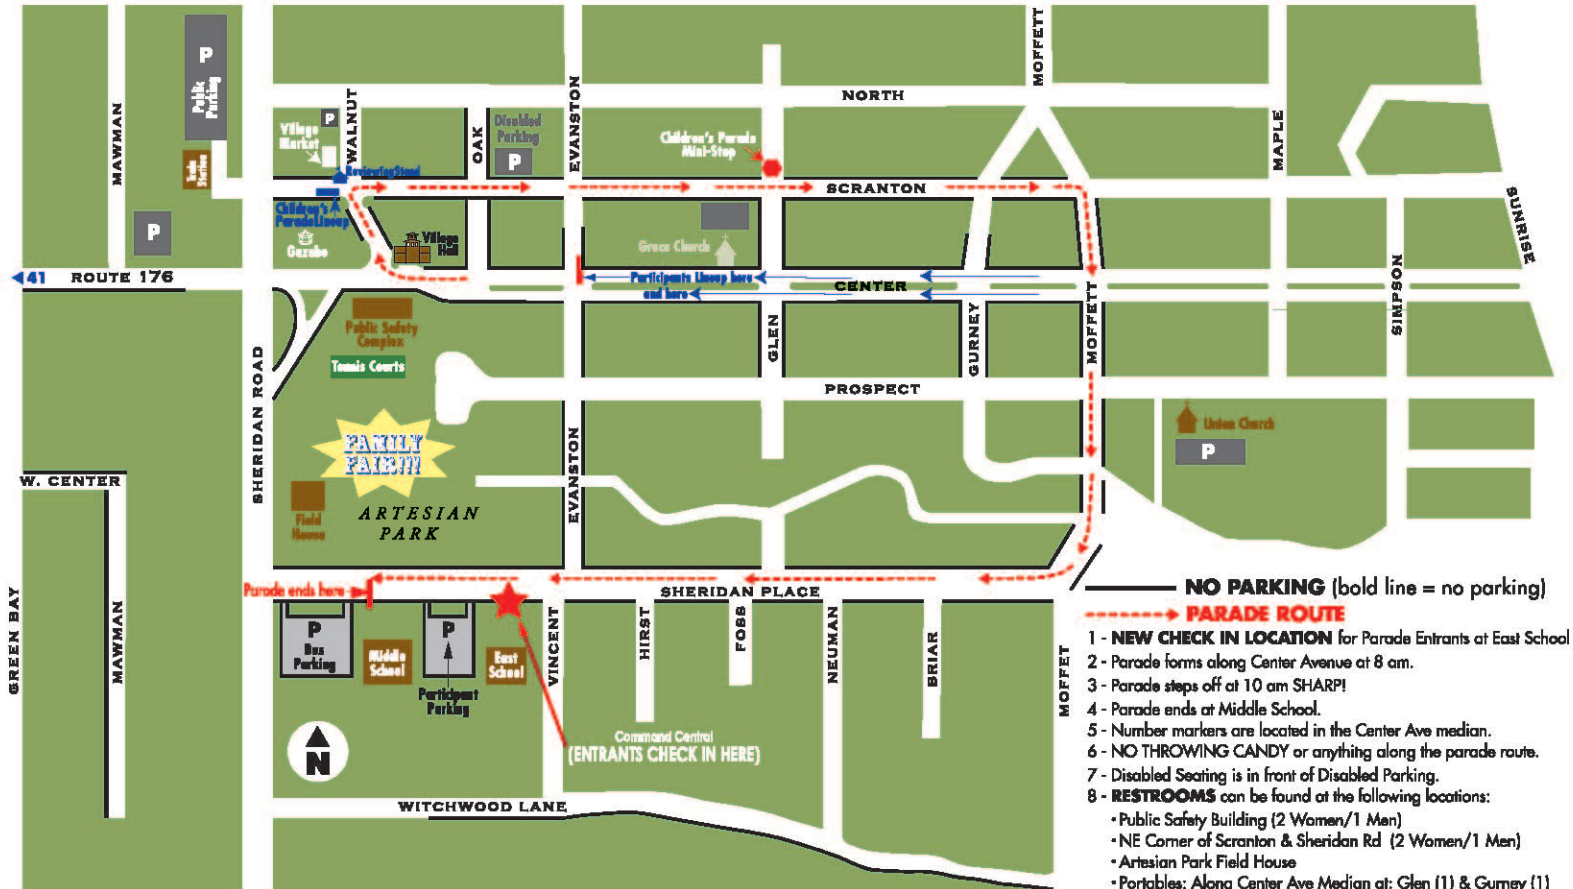 MOFFETT
P
Public
Parking
MAWMAN
Train
Station
P
Village
Market
WALNUT
OAK
Disabled
Parking
P
EVANSTON
NORTH
Children's Parade
Mini-Stop
MAPLE
Reviewing Stand
SCRANTON
SUNRISE
Children's
Parade Lineup
Gazebo
Village
Hall
Grace Church
P
41
ROUTE 176
Participants Lineup here
and here
CENTER
SIMPSON
Public Safety
Complex
Tennis Courts
GLEN
GURNEY
MOFFETT
SHERIDAN ROAD
PROSPECT
FAMILY
FAIR!!!!
Union Church
P
W. CENTER
Field
House
ARTESIAN
PARK
EVANSTON
Parade ends here
SHERIDAN PLACE
GREEN BAY
MAWMAN
P
Bus
Parking
Middle
School
P
Participant
Parking
East
School
VINCENT
HIRST
FOBB
NEUMAN
BRIAR
MOFFET
Command Central
(ENTRANTS CHECK IN HERE)
N
WITCHWOOD LANE
NO PARKING (bold line = no parking)
PARADE ROUTE
1 - NEW CHECK IN LOCATION for Parade Entrants at East School
2 - Parade forms along Center Avenue at 8 am.
3 - Parade steps off at 10 am SHARP!
4 - Parade ends at Middle School.
5 - Number markers are located in the Center Ave median.
6 - NO THROWING CANDY or anything along the parade route.
7 - Disabled Seating is in front of Disabled Parking.
8 - RESTROOMS can be found at the following locations:
• Public Safety Building (2 Women/1 Men)
• NE Corner of Scranton & Sheridan Rd (2 Women/1 Men)
• Artesian Park Field House
• Portables: Along Center Ave Median at: Glen (1) & Gurney (1)